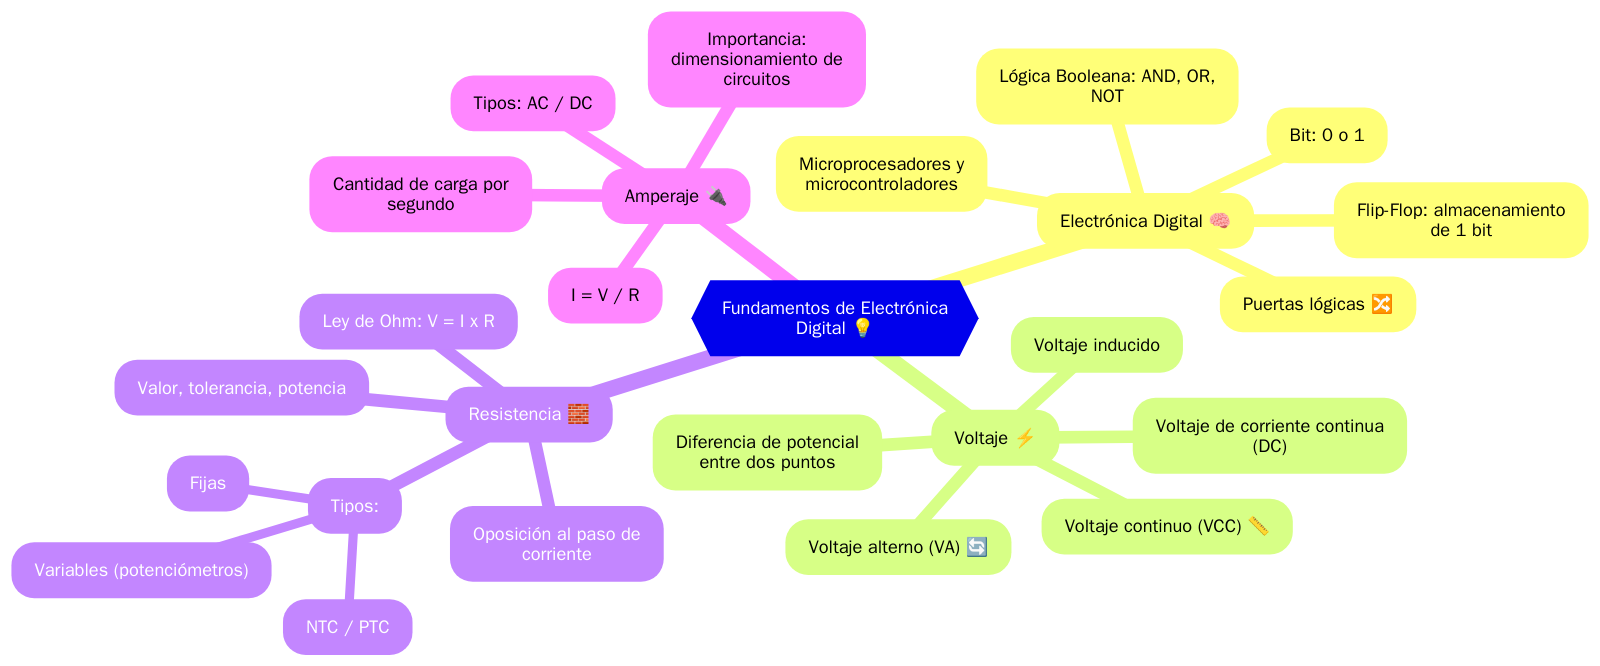 Fundamentos de Electrónica
Digital 💡
Amperaje 🔌
Importancia:
dimensionamiento de
circuitos
Tipos: AC / DC
Cantidad de carga por
segundo
I = V / R
Electrónica Digital 🧠
Lógica Booleana: AND, OR,
NOT
Bit: 0 o 1
Microprocesadores y
microcontroladores
Flip-Flop: almacenamiento
de 1 bit
Puertas lógicas 🔀
Resistencia 🧱
Ley de Ohm: V = I x R
Valor, tolerancia, potencia
Tipos:
Fijas
Variables (potenciómetros)
NTC / PTC
Oposición al paso de
corriente
Voltaje ⚡
Voltaje inducido
Diferencia de potencial
entre dos puntos
Voltaje de corriente continua
(DC)
Voltaje continuo (VCC) 📏
Voltaje alterno (VA) 🔄